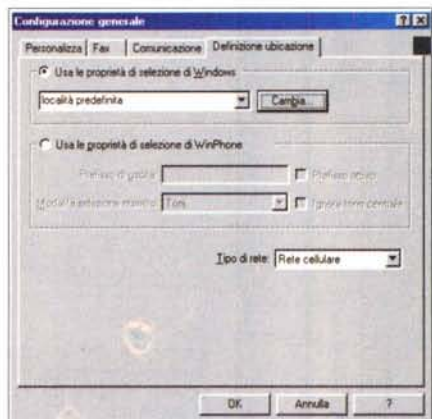 Configurazione generale
Personalizza Fax Comunicazione Definizione ubicazione
Usa le proprietà di selezione di Windows
località predefinita Cambia...
Usa le proprietà di selezione di WinPhone
Prefisso di uscita: Prefisso attivo
Modalità selezione Toni Ignora tono centrale
Tipo di rete: Rete cellulare
OK Annulla ?